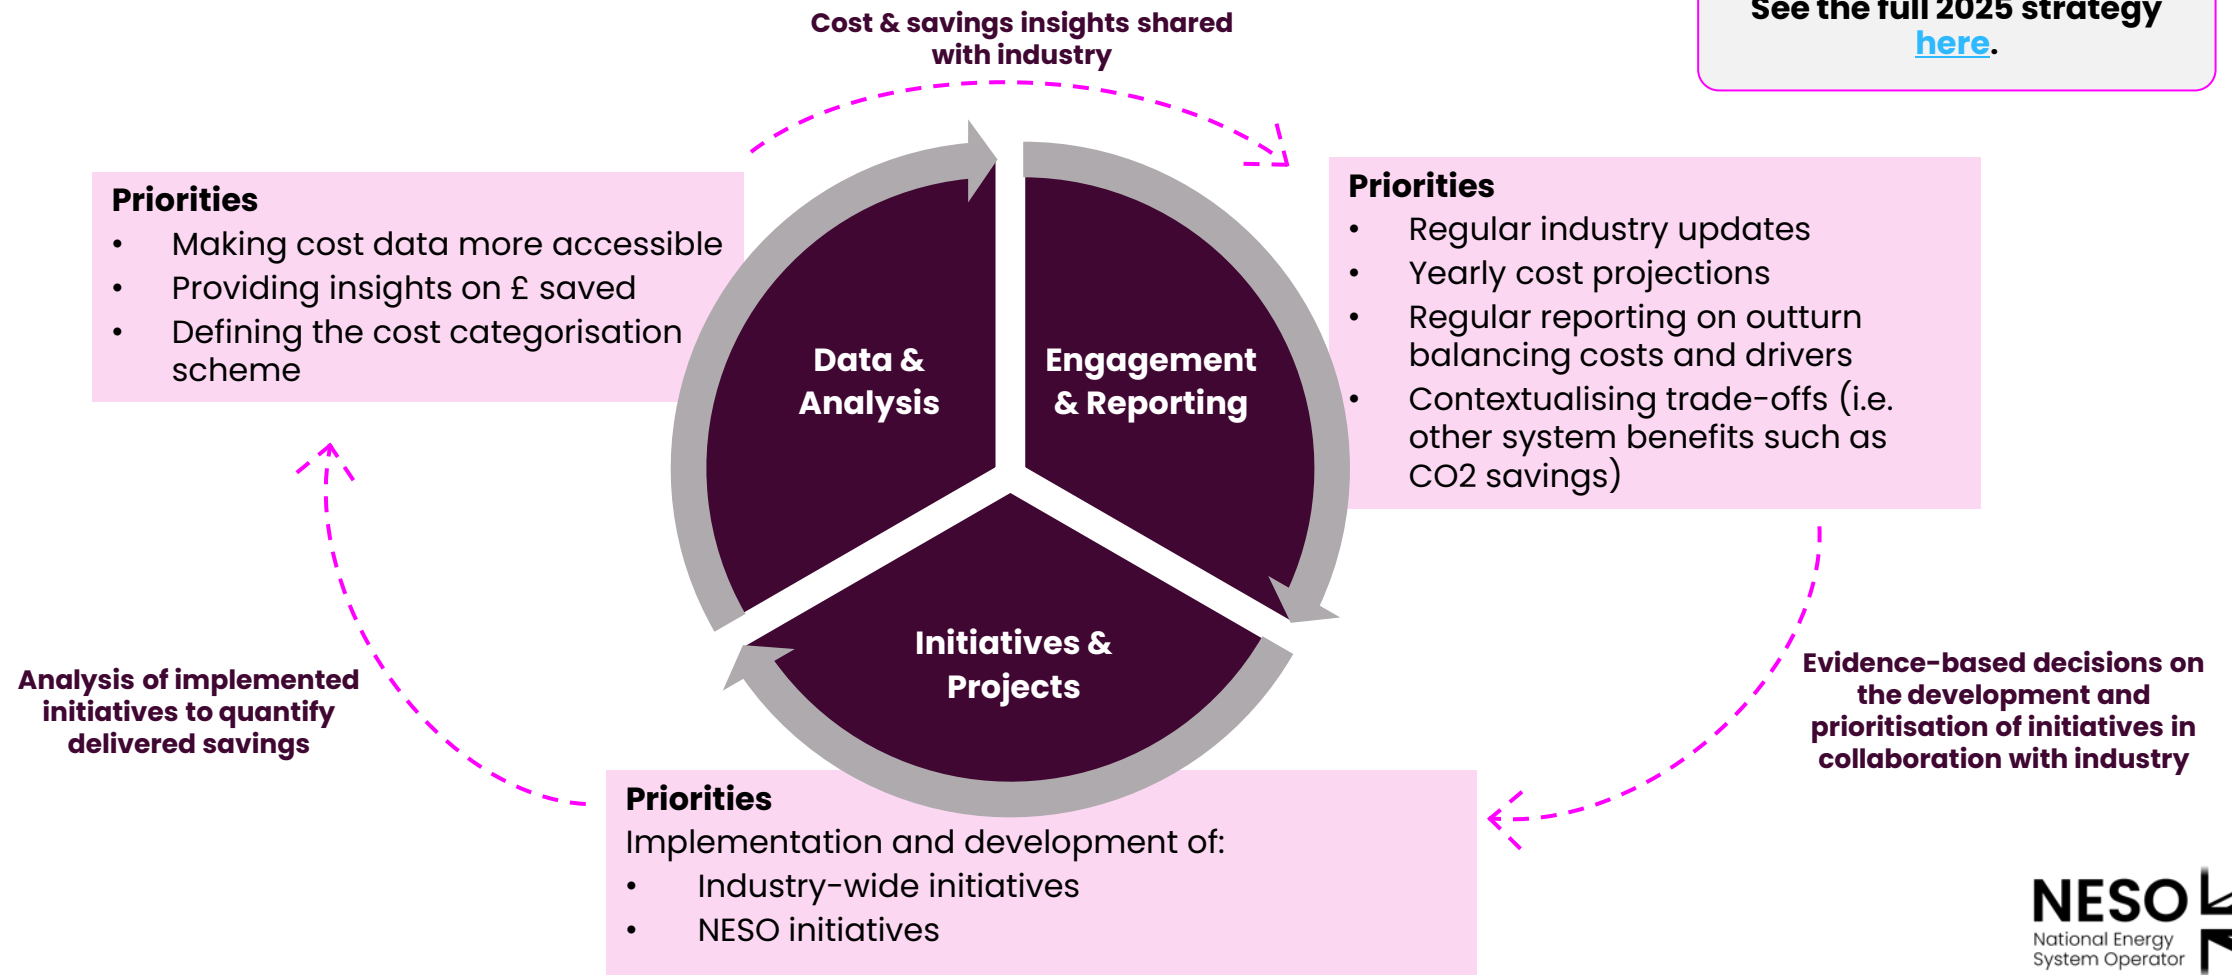 Cost & savings insights shared
with industry
See the full 2025 strategy
here.
Priorities
• Making cost data more accessible
• Providing insights on £ saved
• Defining the cost categorisation
scheme
Priorities
• Regular industry updates
• Yearly cost projections
• Regular reporting on outturn
balancing costs and drivers
• Contextualising trade-offs (i.e.
other system benefits such as
CO2 savings)
Data &
Analysis
Engagement
& Reporting
Initiatives &
Projects
Analysis of implemented
initiatives to quantify
delivered savings
Evidence-based decisions on
the development and
prioritisation of initiatives in
collaboration with industry
Priorities
Implementation and development of:
• Industry-wide initiatives
• NESO initiatives
NESO
National Energy
System Operator